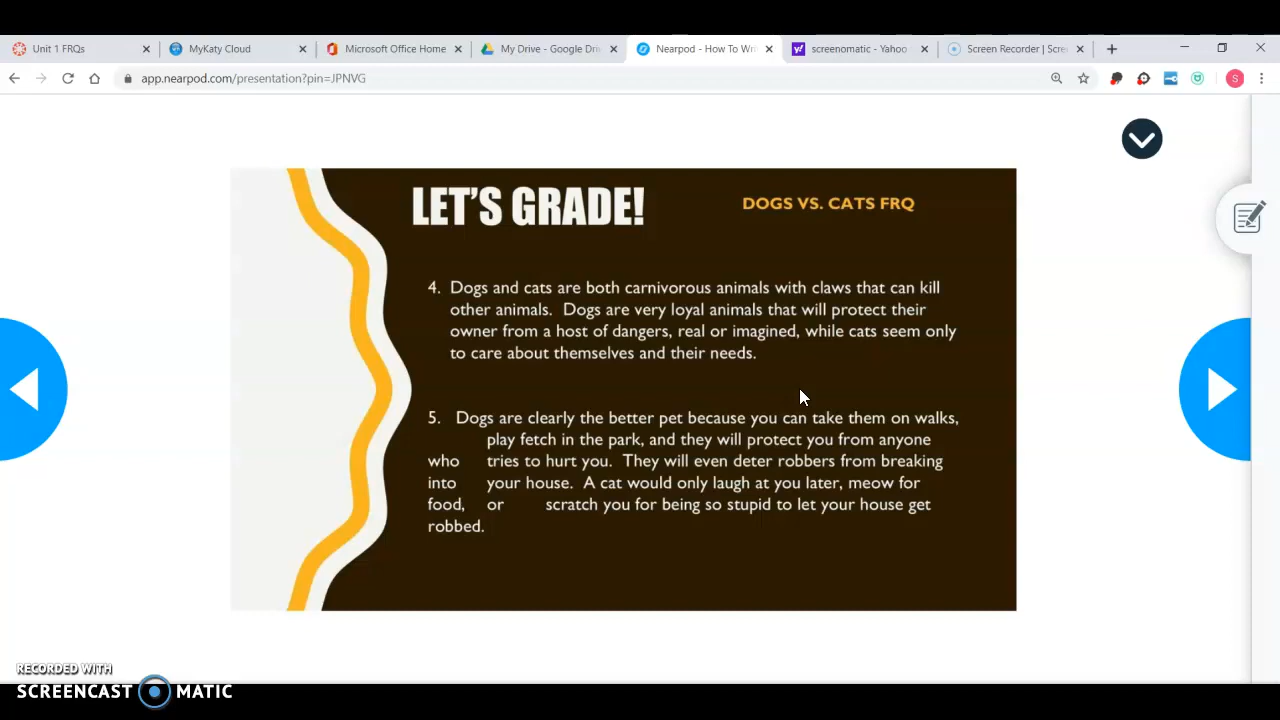 Unit 1 FRQs
MyKaty Cloud
Microsoft Office Home
My Drive - Google Dri
Nearpod - How To Wr
screenomatic - Yahoo
Screen Recorder | Scre
app.nearpod.com/presentation?pin=JPNVG
S
LET'S GRADE!
DOGS VS. CATS FRQ
4. Dogs and cats are both carnivorous animals with claws that can kill
other animals. Dogs are very loyal animals that will protect their
owner from a host of dangers, real or imagined, while cats seem only
to care about themselves and their needs.
5. Dogs are clearly the better pet because you can take them on walks,
play fetch in the park, and they will protect you from anyone
who tries to hurt you. They will even deter robbers from breaking
into your house. A cat would only laugh at you later, meow for
food, or scratch you for being so stupid to let your house get
robbed.
RECORDED WITH
SCREENCAST MATIC